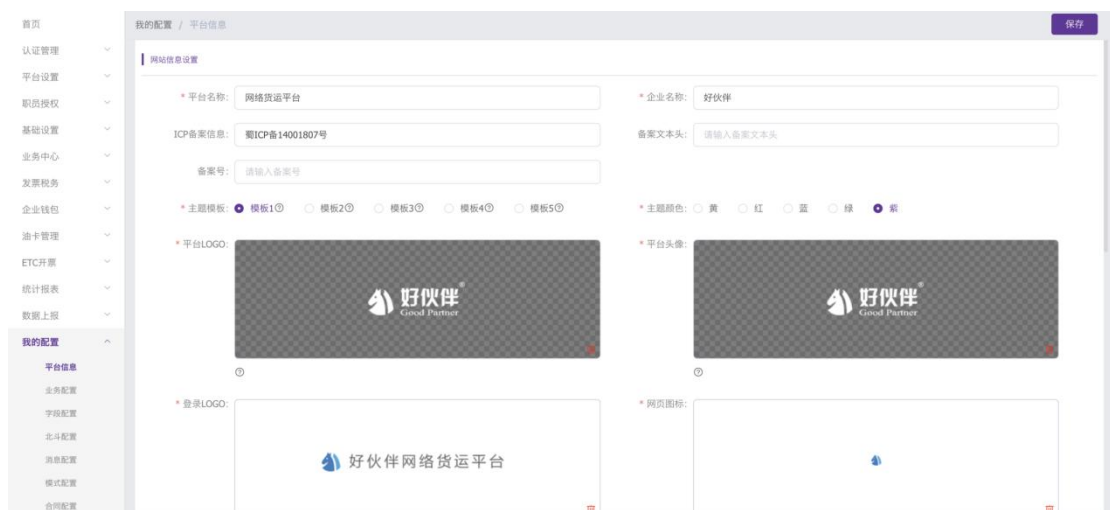 首页
认证管理
平台设置
职员授权
基础设置
业务中心
发票税务
企业钱包
油卡管理
ETC开票
统计报表
数据上报
我的配置
平台信息
业务配置
字段配置
北斗配置
消息配置
模式配置
合同配置
我的配置 / 平台信息
保存
网站信息设置
* 平台名称: 网络货运平台
* 企业名称: 好伙伴
ICP备案信息: 蜀ICP备14001807号
备案文本头: 请输入备案文本头
备案号: 请输入备案号
* 主题模板: 模板1 模板2 模板3 模板4 模板5
* 主题颜色: 黄 红 蓝 绿 紫
* 平台LOGO:
好伙伴®
Good Partner
* 平台头像:
好伙伴®
Good Partner
* 登录LOGO:
好伙伴网络货运平台
* 网页图标: